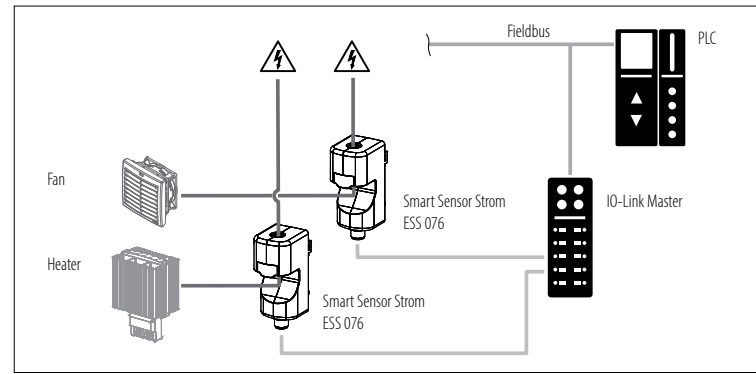 Fieldbus
PLC
Fan
Smart Sensor Strom
ESS 076
IO-Link Master
Heater
Smart Sensor Strom
ESS 076